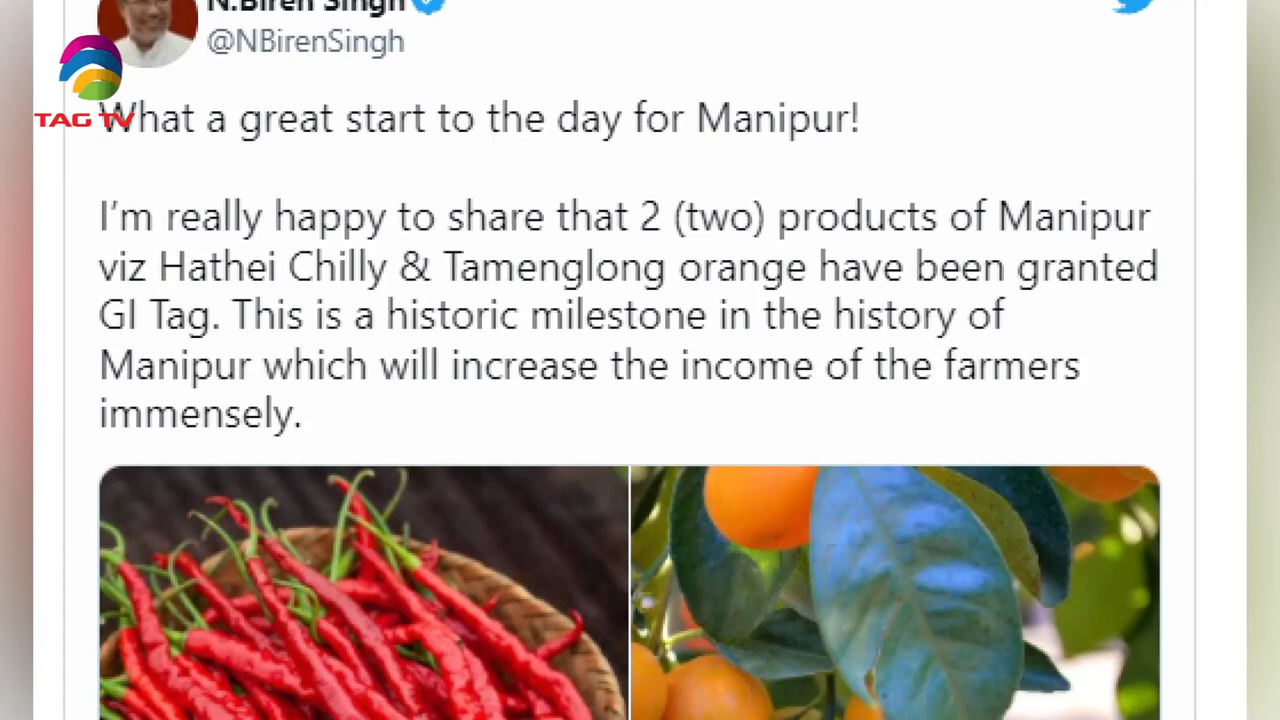 N.Biren Singh
@NBirenSingh
TAG TV
What a great start to the day for Manipur!
I'm really happy to share that 2 (two) products of Manipur
viz Hathei Chilly & Tamenglong orange have been granted
GI Tag. This is a historic milestone in the history of
Manipur which will increase the income of the farmers
immensely.